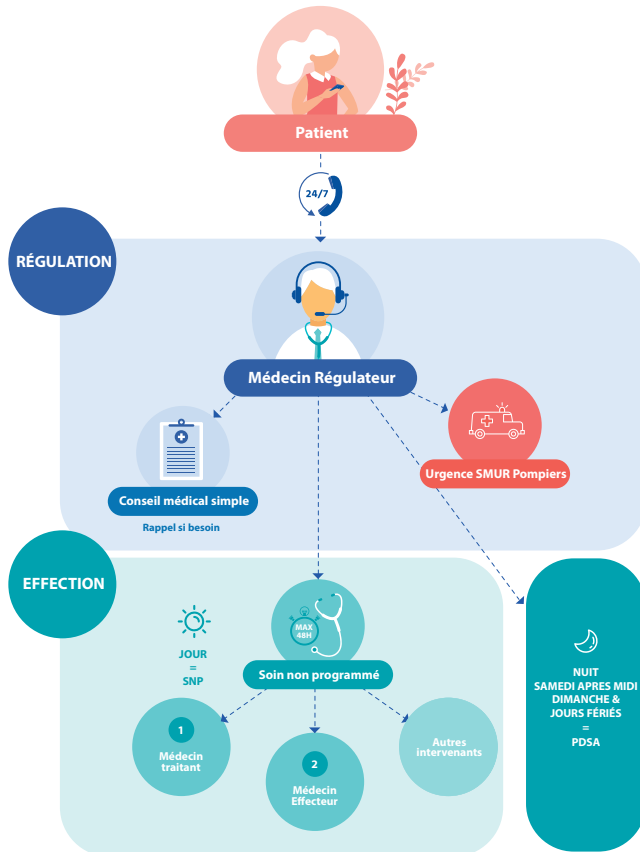 Patient
24/7
RÉGULATION
Médecin Régulateur
Urgence SMUR Pompiers
Conseil médical simple
Rappel si besoin
EFFECTION
MAX
48H
JOUR
=
SNP
Soin non programmé
NUIT
SAMEDI APRES MIDI
DIMANCHE &
JOURS FÉRIÉS
=
PDSA
1
Médecin
traitant
2
Médecin
Effecteur
Autres
intervenants